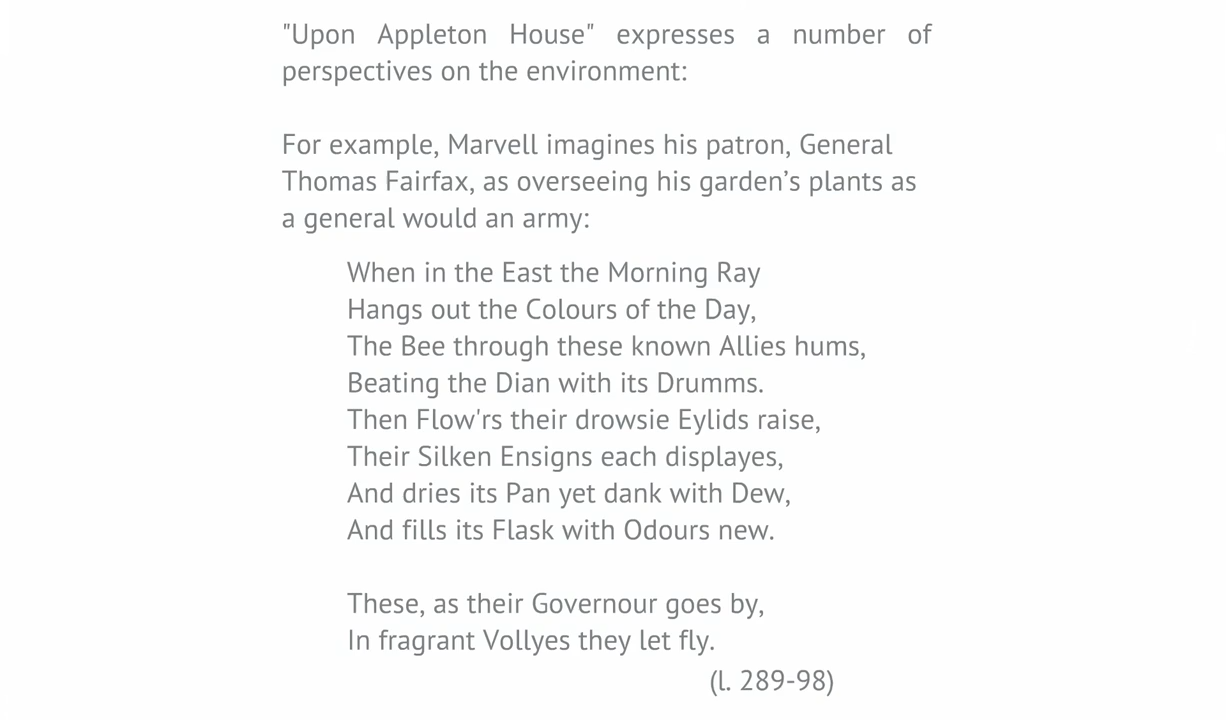 "Upon Appleton House" expresses a number of
perspectives on the environment:
For example, Marvell imagines his patron, General
Thomas Fairfax, as overseeing his garden’s plants as
a general would an army:
When in the East the Morning Ray
Hangs out the Colours of the Day,
The Bee through these known Allies hums,
Beating the Dian with its Drumms.
Then Flow'rs their drowsie Eylids raise,
Their Silken Ensigns each displayes,
And dries its Pan yet dank with Dew,
And fills its Flask with Odours new.
These, as their Governour goes by,
In fragrant Vollyes they let fly.
(l. 289-98)